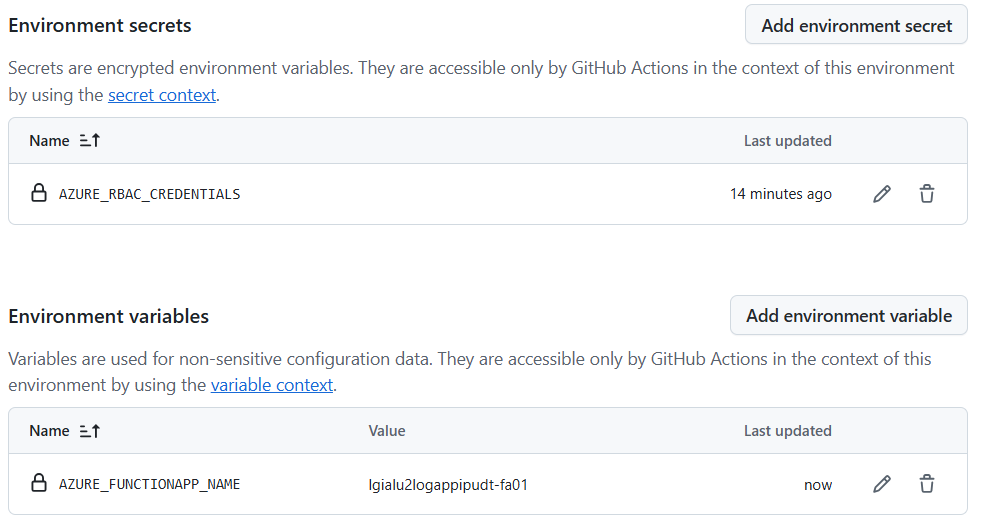 Environment secrets
Add environment secret
Secrets are encrypted environment variables. They are accessible only by GitHub Actions in the context of this environment
by using the secret context.
Name
Last updated
AZURE_RBAC_CREDENTIALS
14 minutes ago
Environment variables
Add environment variable
Variables are used for non-sensitive configuration data. They are accessible only by GitHub Actions in the context of this
environment by using the variable context.
Name
Value
Last updated
AZURE_FUNCTIONAPP_NAME
lgialu2logappipudt-fa01
now